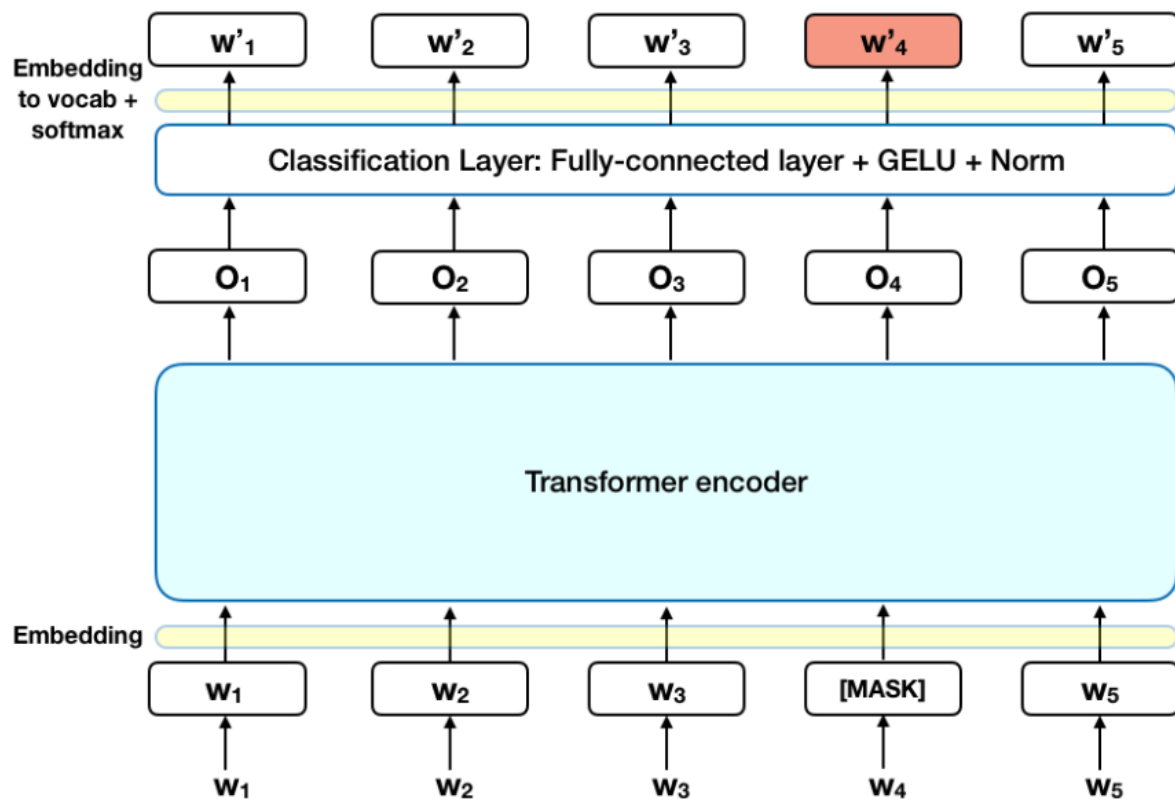 w'₁ w'₂ w'₃ w'₄ w'₅
Embedding
to vocab +
softmax
Classification Layer: Fully-connected layer + GELU + Norm
O₁ O₂ O₃ O₄ O₅
Transformer encoder
Embedding
W₁ W₂ W₃ [MASK] W₅
W₁ W₂ W₃ W₄ W₅